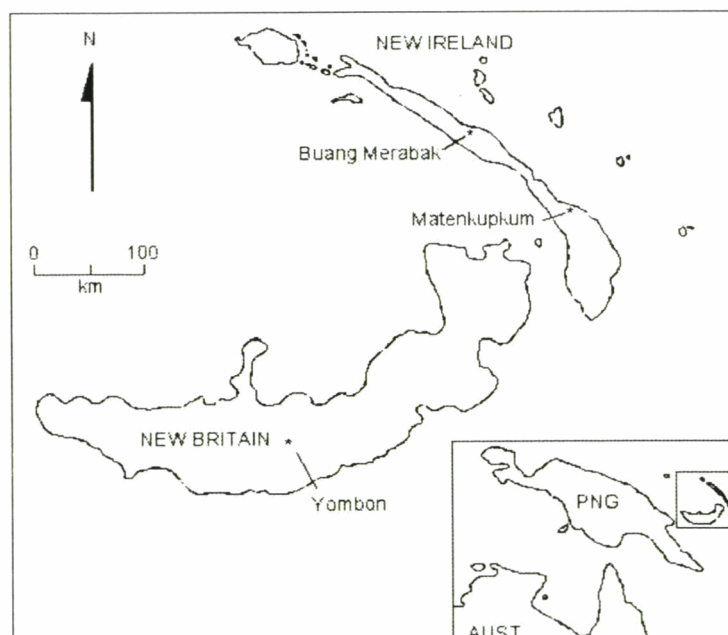 N
NEW IRELAND
Buang Merabak
Matenkupkum
0 100
km
NEW BRITAIN
Yombon
PNG
AUST